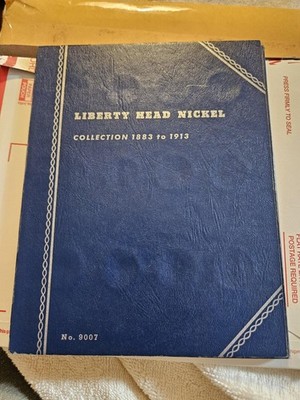 LIBERTY HEAD NICKEL
COLLECTION 1883 to 1913
No. 9007
PRESS FIRMLY TO SEAL
POSTAGE REQUIRED